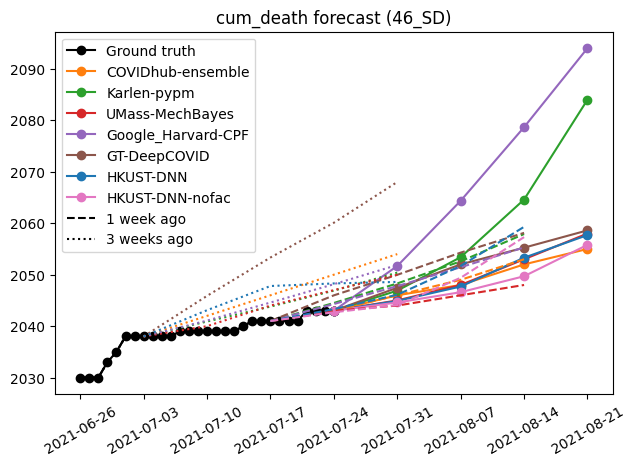 cum_death forecast (46_SD)
Ground truth
COVIDhub-ensemble
Karlen-pypm
UMass-MechBayes
Google_Harvard-CPF
GT-DeepCOVID
HKUST-DNN
HKUST-DNN-nofac
1 week ago
3 weeks ago
2090
2080
2070
2060
2050
2040
2030
2021-06-26
2021-07-03
2021-07-10
2021-07-17
2021-07-24
2021-07-31
2021-08-07
2021-08-14
2021-08-21